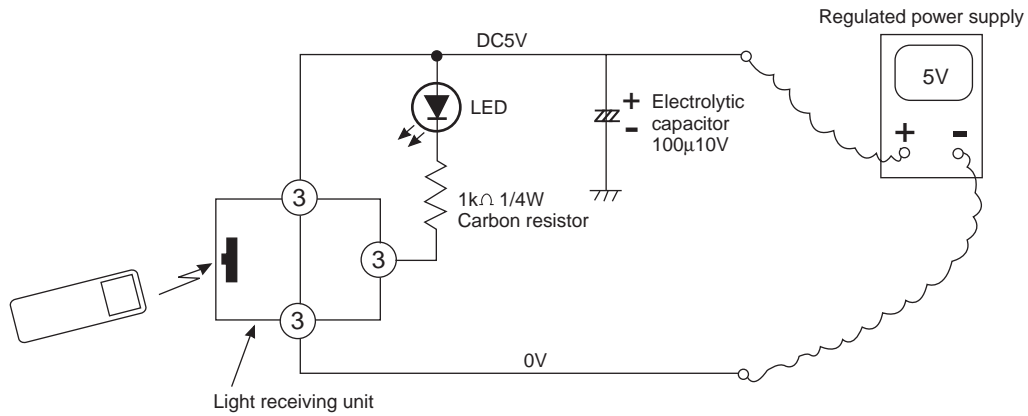 Regulated power supply
DC5V
5V
LED
+ Electrolytic
- capacitor
100μ10V
+ -
3
1k∩ 1/4W
Carbon resistor
3
3
0V
Light receiving unit